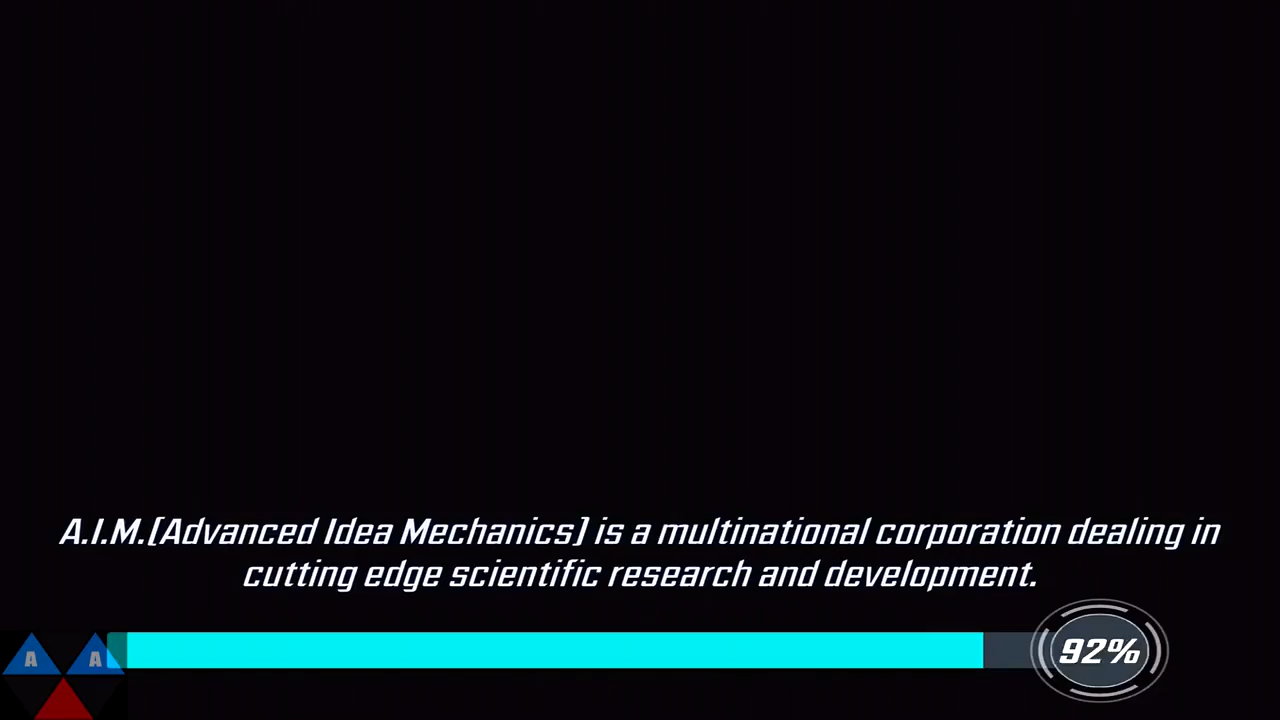 A.I.M.[Advanced Idea Mechanics] is a multinational corporation dealing in
cutting edge scientific research and development.
92%
A A